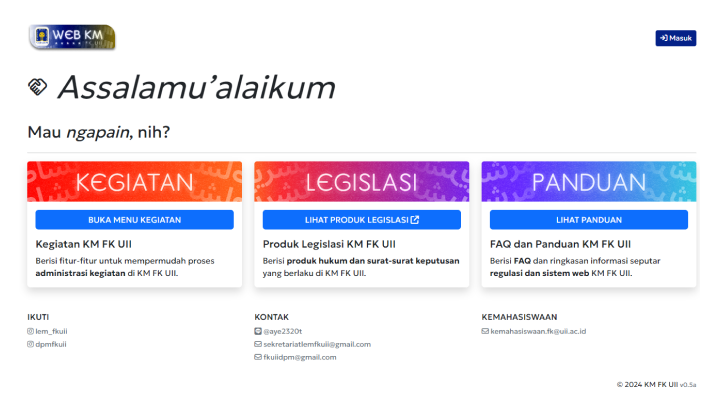 WEB KM
FK UII
Masuk
Assalamu'alaikum
Mau ngapain, nih?
KEGIATAN
BUKA MENU KEGIATAN
Kegiatan KM FK UII
Berisi fitur-fitur untuk mempermudah proses
administrasi kegiatan di KM FK UII.
LEGISLASI
LIHAT PRODUK LEGISLASI
Produk Legislasi KM FK UII
Berisi produk hukum dan surat-surat keputusan
yang berlaku di KM FK UII.
PANDUAN
LIHAT PANDUAN
FAQ dan Panduan KM FK UII
Berisi FAQ dan ringkasan informasi seputar
regulasi dan sistem web KM FK UII.
IKUTI
lem_fkuii
dpmfkuii
KONTAK
@aye2320t
sekretariatlemfkuii@gmail.com
fkuiidpm@gmail.com
KEMAHASISWAAN
kemahasiswaan.fk@uii.ac.id
© 2024 KM FK UII v0.5a